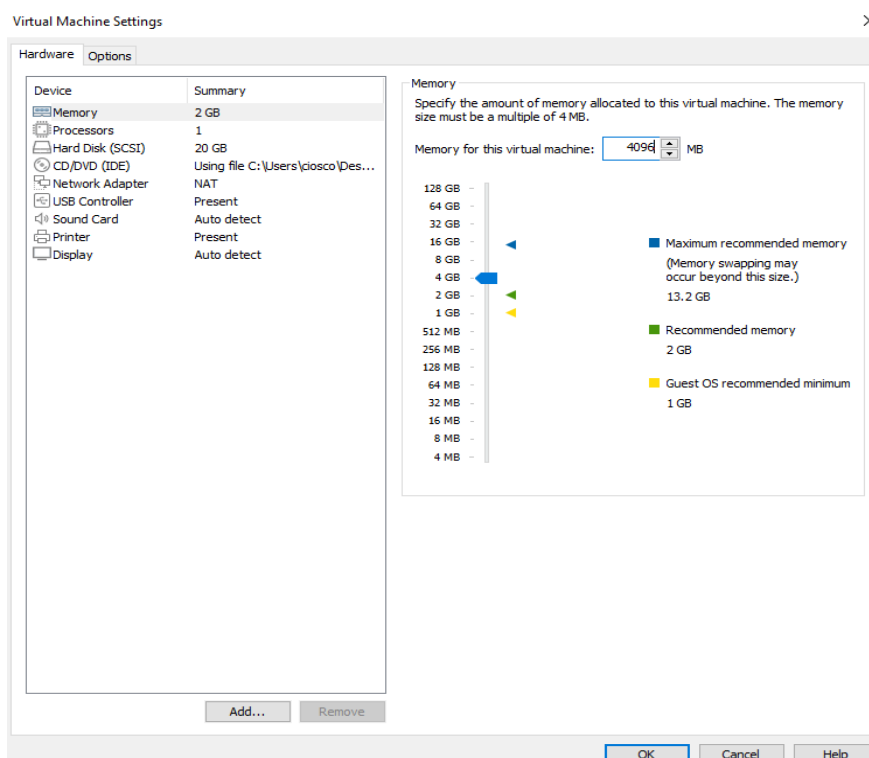 Virtual Machine Settings
Hardware Options
Device Summary
Memory 2 GB
Processors 1
Hard Disk (SCSI) 20 GB
CD/DVD (IDE) Using file C:\Users\ciosco\Des...
Network Adapter NAT
USB Controller Present
Sound Card Auto detect
Printer Present
Display Auto detect
Add... Remove
Memory
Specify the amount of memory allocated to this virtual machine. The memory
size must be a multiple of 4 MB.
Memory for this virtual machine: 4096 MB
128 GB
64 GB
32 GB
16 GB
8 GB
4 GB
2 GB
1 GB
512 MB
256 MB
128 MB
64 MB
32 MB
16 MB
8 MB
4 MB
Maximum recommended memory
(Memory swapping may
occur beyond this size.)
13.2 GB
Recommended memory
2 GB
Guest OS recommended minimum
1 GB
OK Cancel Help